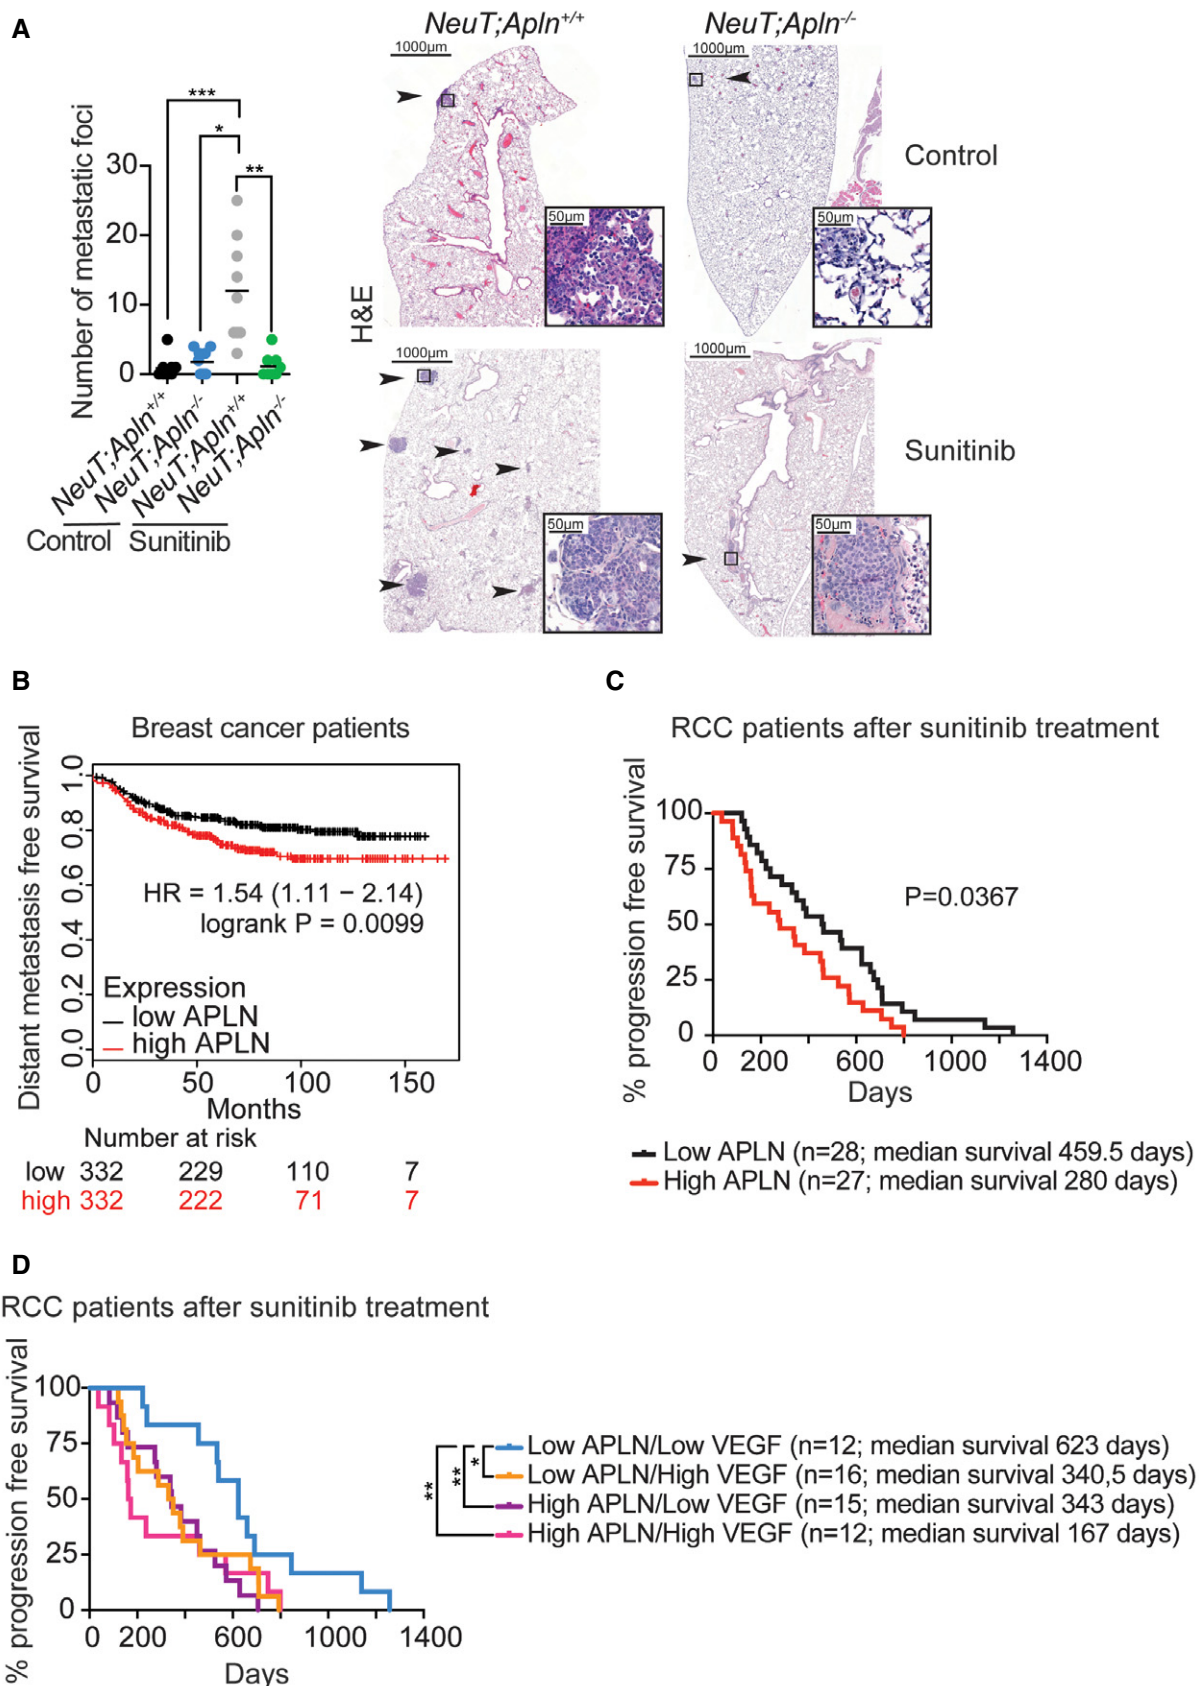 A
NeuT;Apln+/+
NeuT;Apln-/-
1000µm
1000µm
***
*
**
Number of metastatic foci
30
20
10
0
Control
H&E
50µm
50µm
1000µm
1000µm
NeuT;Apln+/+
NeuT;Apln-/-
NeuT;Apln+/+
NeuT;Apln-/-
Control Sunitinib
Sunitinib
50µm
50µm
B
Breast cancer patients
Distant metastasis free survival
1.0
0.8
0.6
0.4
0.2
0.0
HR = 1.54 (1.11 − 2.14)
logrank P = 0.0099
Expression
low APLN
high APLN
0 50 100 150
Months
Number at risk
low 332 229 110 7
high 332 222 71 7
C
RCC patients after sunitinib treatment
% progression free survival
100
75
50
25
0
P=0.0367
0 200 600 1000 1400
Days
Low APLN (n=28; median survival 459.5 days)
High APLN (n=27; median survival 280 days)
D
RCC patients after sunitinib treatment
% progression free survival
100
75
50
25
0
0 200 600 1000 1400
Days
**
**
*
Low APLN/Low VEGF (n=12; median survival 623 days)
Low APLN/High VEGF (n=16; median survival 340,5 days)
High APLN/Low VEGF (n=15; median survival 343 days)
High APLN/High VEGF (n=12; median survival 167 days)